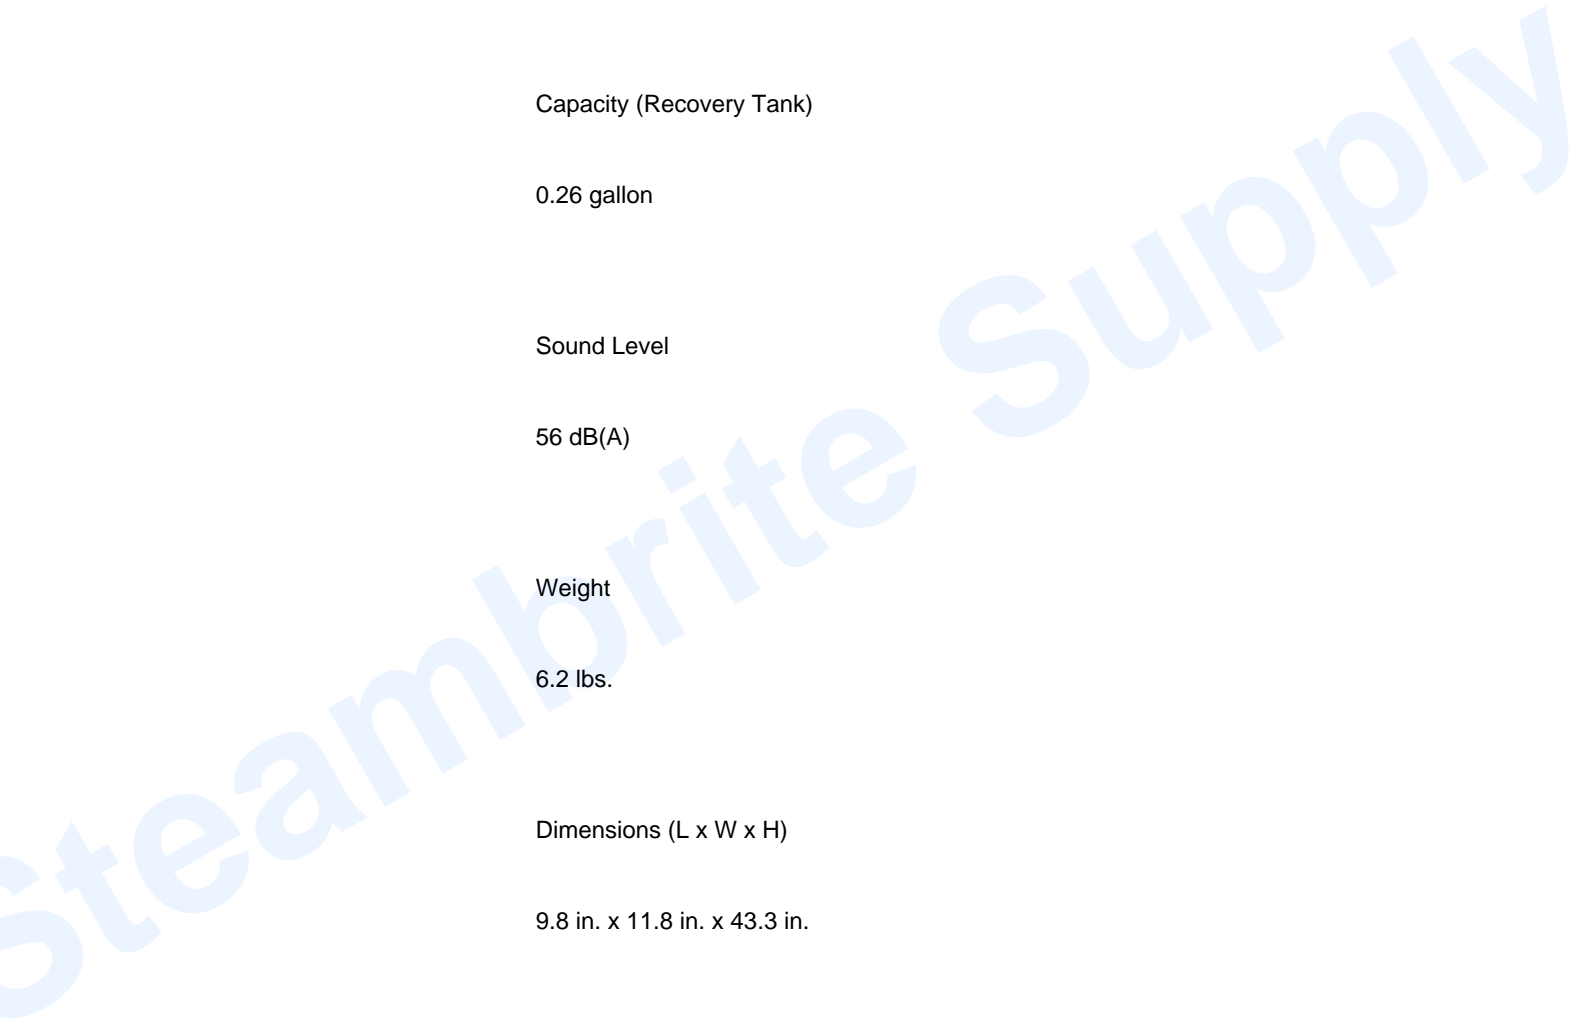 Capacity (Recovery Tank)
0.26 gallon
Sound Level
56 dB(A)
Weight
6.2 lbs.
Dimensions (L x W x H)
9.8 in. x 11.8 in. x 43.3 in.
Steambrite Supply